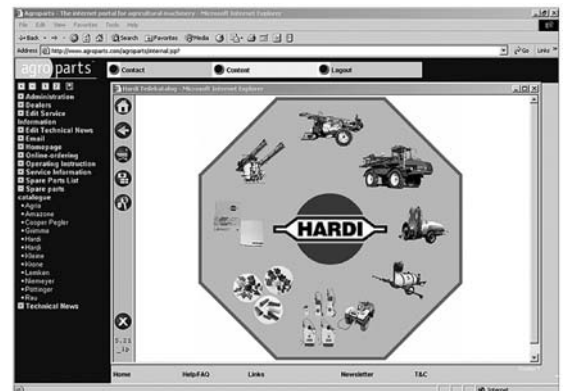 Agroparts - The internet portal for agricultural machinery - Microsoft Internet Explorer
File Edit View Favorites Tools Help
Back Search Favorites Media
Address http://www.agroparts.com/agroparts/internal.jsp? Go Links
agroparts
Contact Content Logout
Administration
Dealers
Edit Service
Information
Edit Technical News
Email
Homepage
Online-ordering
Operating Instruction
Service Information
Spare Parts List
Spare parts
catalogue
Agria
Amazone
Cooper Pegler
Grimme
Hardi
Hardi
Kleine
Krone
Lemken
Niemeyer
Pöttinger
Rau
Technical News
Hardi Teilekatalog - Microsoft Internet Explorer
HARDI
5.21
_ip
Home Help/FAQ Links Newsletter T&C
Internet